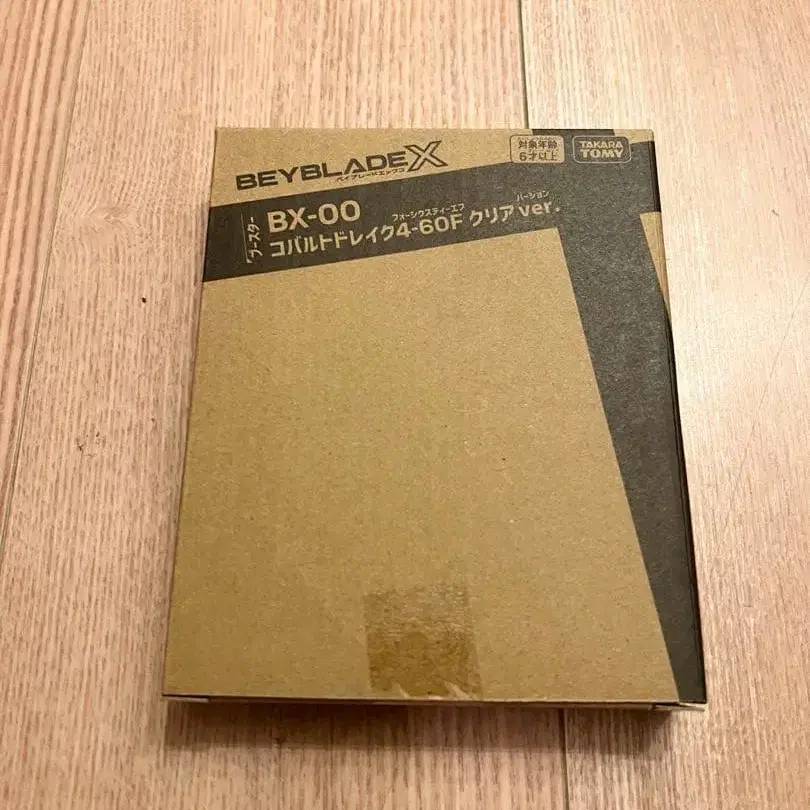 BEYBLADE X
ベイブレードエックス
対象年齢
6才以上
TAKARA
TOMY
ブースター
BX-00
フォーシクスティーエフ
バージョン
コバルトドレイク4-60F クリアver.